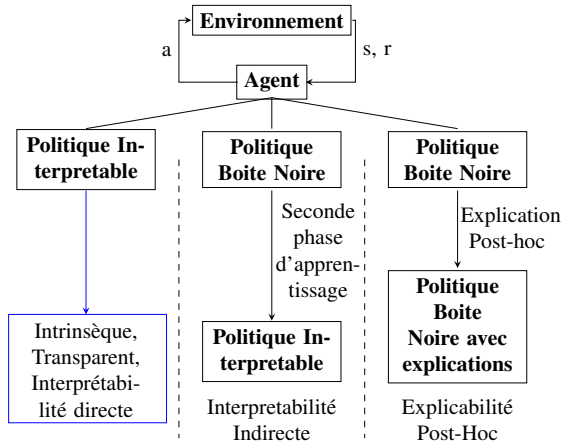 Environnement
a
s, r
Agent
Politique In-
terpretable
Politique
Boite Noire
Politique
Boite Noire
Seconde
phase
d'appren-
tissage
Explication
Post-hoc
Intrinsèque,
Transparent,
Interprétabi-
lité directe
Politique In-
terpretable
Politique
Boite
Noire avec
explications
Interpretabilité
Indirecte
Explicabilité
Post-Hoc